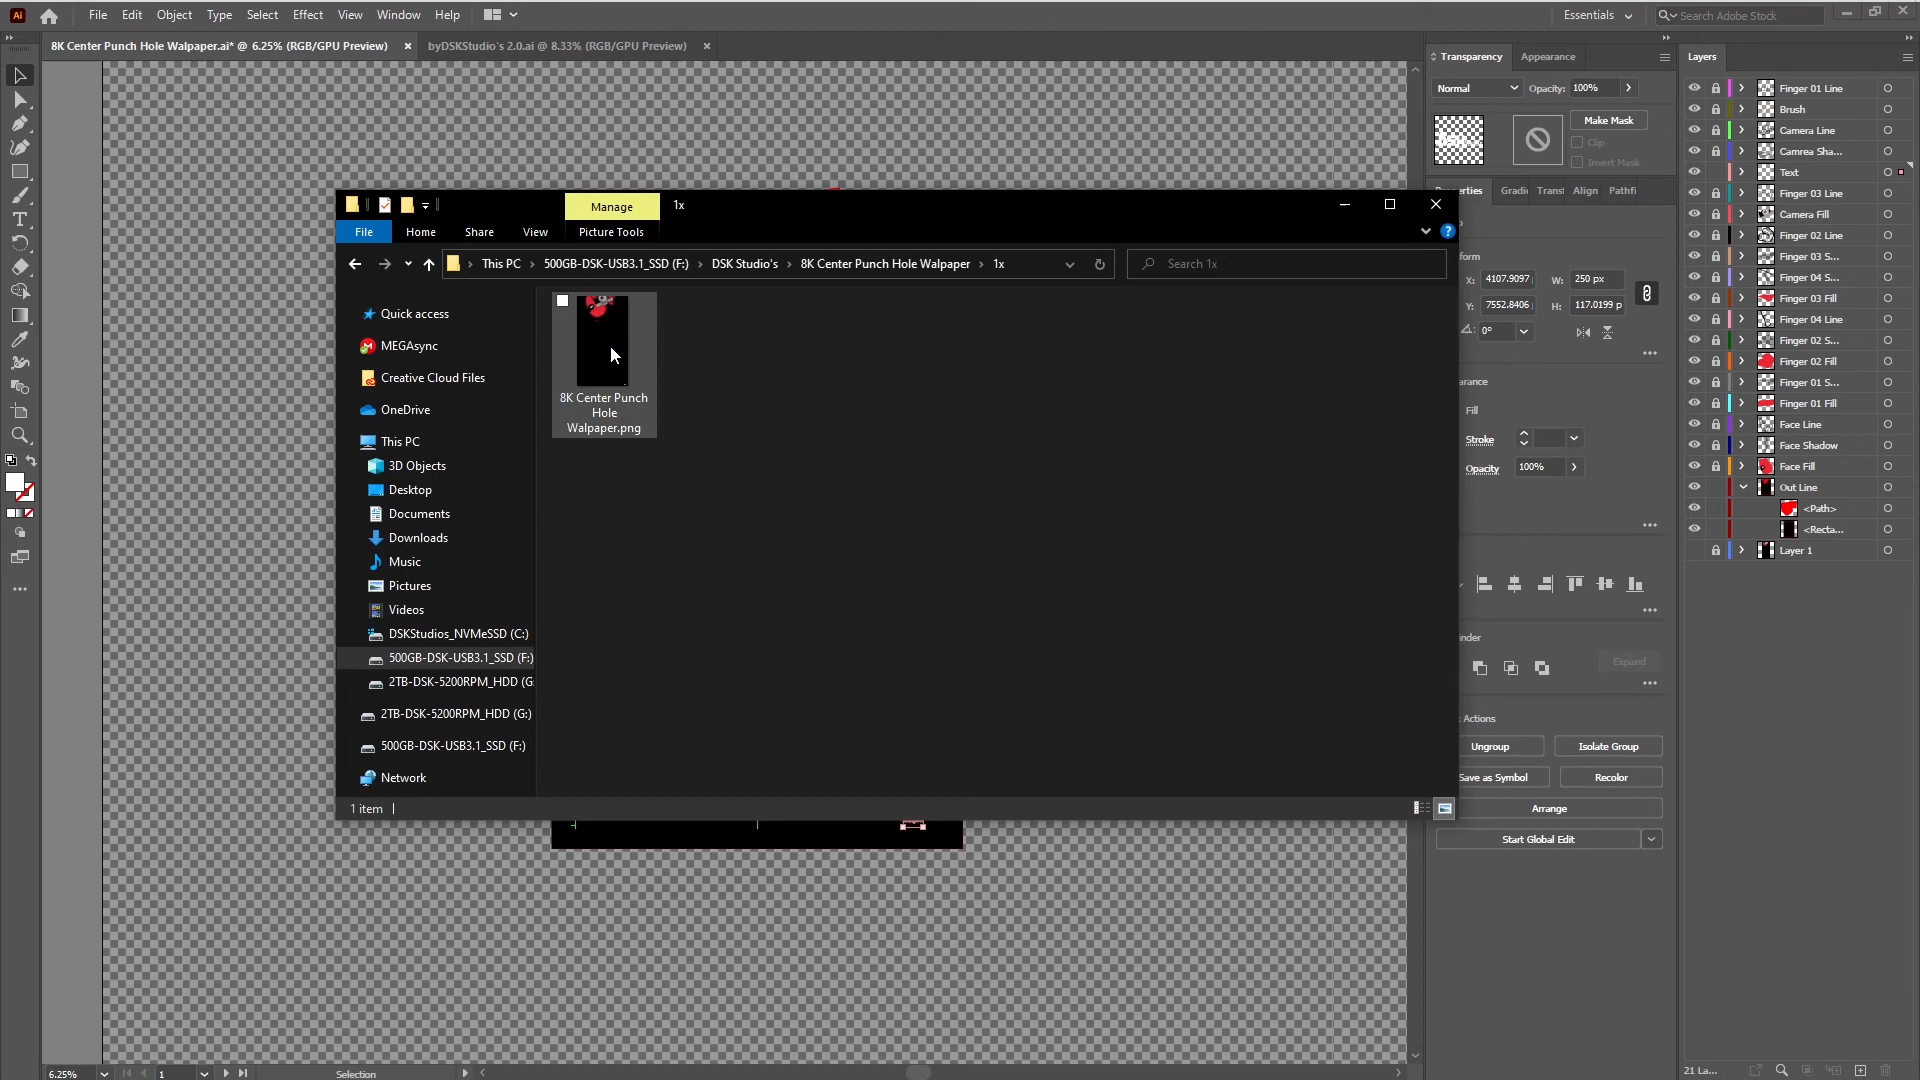 Ai
File Edit Object Type Select Effect View Window Help
Essentials
Search Adobe Stock
8K Center Punch Hole Walpaper.ai* @ 6.25% (RGB/GPU Preview) ×
byDSKStudio's 2.0.ai @ 8.33% (RGB/GPU Preview) ×
Manage
1x
File Home Share View Picture Tools
This PC › 500GB-DSK-USB3.1_SSD (F:) › DSK Studio's › 8K Center Punch Hole Walpaper › 1x
Search 1x
Quick access
MEGAsync
Creative Cloud Files
OneDrive
This PC
3D Objects
Desktop
Documents
Downloads
Music
Pictures
Videos
DSKStudios_NVMeSSD (C:)
500GB-DSK-USB3.1_SSD (F:)
2TB-DSK-5200RPM_HDD (G:
2TB-DSK-5200RPM_HDD (G:)
500GB-DSK-USB3.1_SSD (F:)
Network
8K Center Punch
Hole
Walpaper.png
1 item
Transparency Appearance
Normal Opacity: 100%
Make Mask
Clip
Invert Mask
Properties Gradi Transt Align Pathfi
X: 4107.9097 W: 250 px
Y: 7552.8406 H: 117.0199 p
0°
Fill
Stroke
Opacity 100%
Expand
Actions
Ungroup Isolate Group
Save as Symbol Recolor
Arrange
Start Global Edit
Layers
Finger 01 Line
Brush
Camera Line
Camrea Sha...
Text
Finger 03 Line
Camera Fill
Finger 02 Line
Finger 03 S...
Finger 04 S...
Finger 03 Fill
Finger 04 Line
Finger 02 S...
Finger 02 Fill
Finger 01 S...
Finger 01 Fill
Face Line
Face Shadow
Face Fill
Out Line
<Path>
<Recta...
Layer 1
21 La...
6.25%
1
Selection